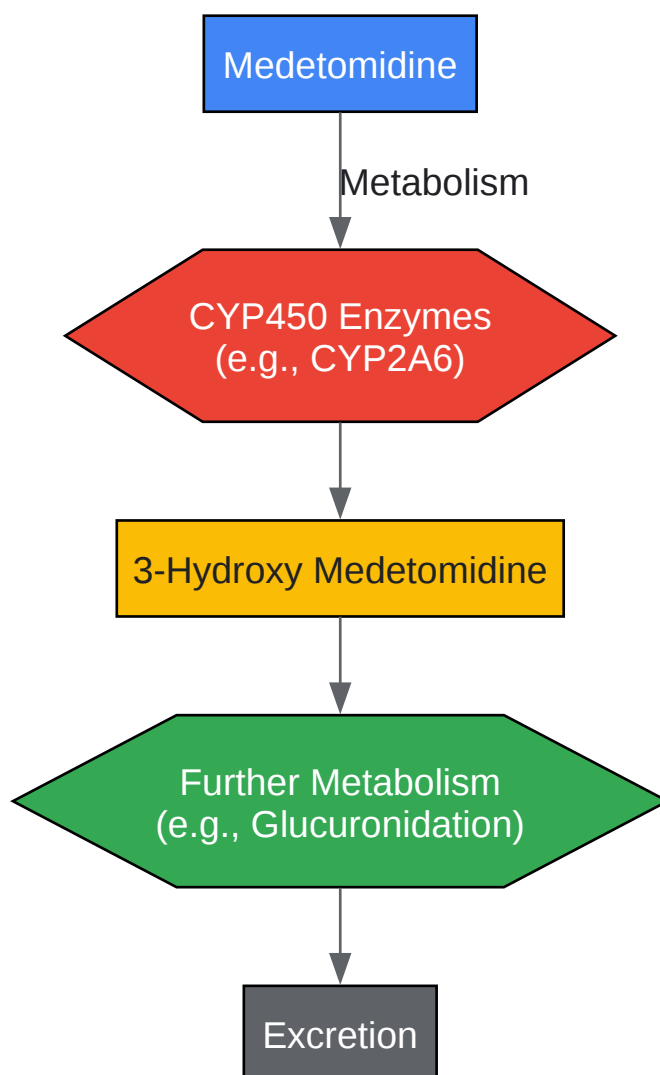 Medetomidine
Metabolism
CYP450 Enzymes
(e.g., CYP2A6)
3-Hydroxy Medetomidine
Further Metabolism
(e.g., Glucuronidation)
Excretion